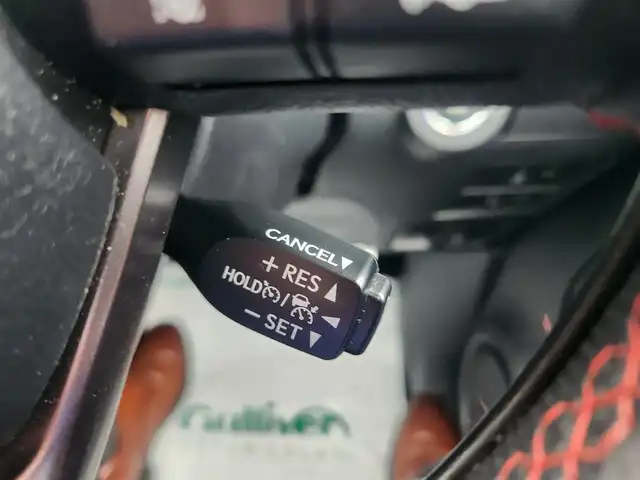 CANCEL▼
+ RES ▲
HOLD / ◀
− SET ▼
Gulliver